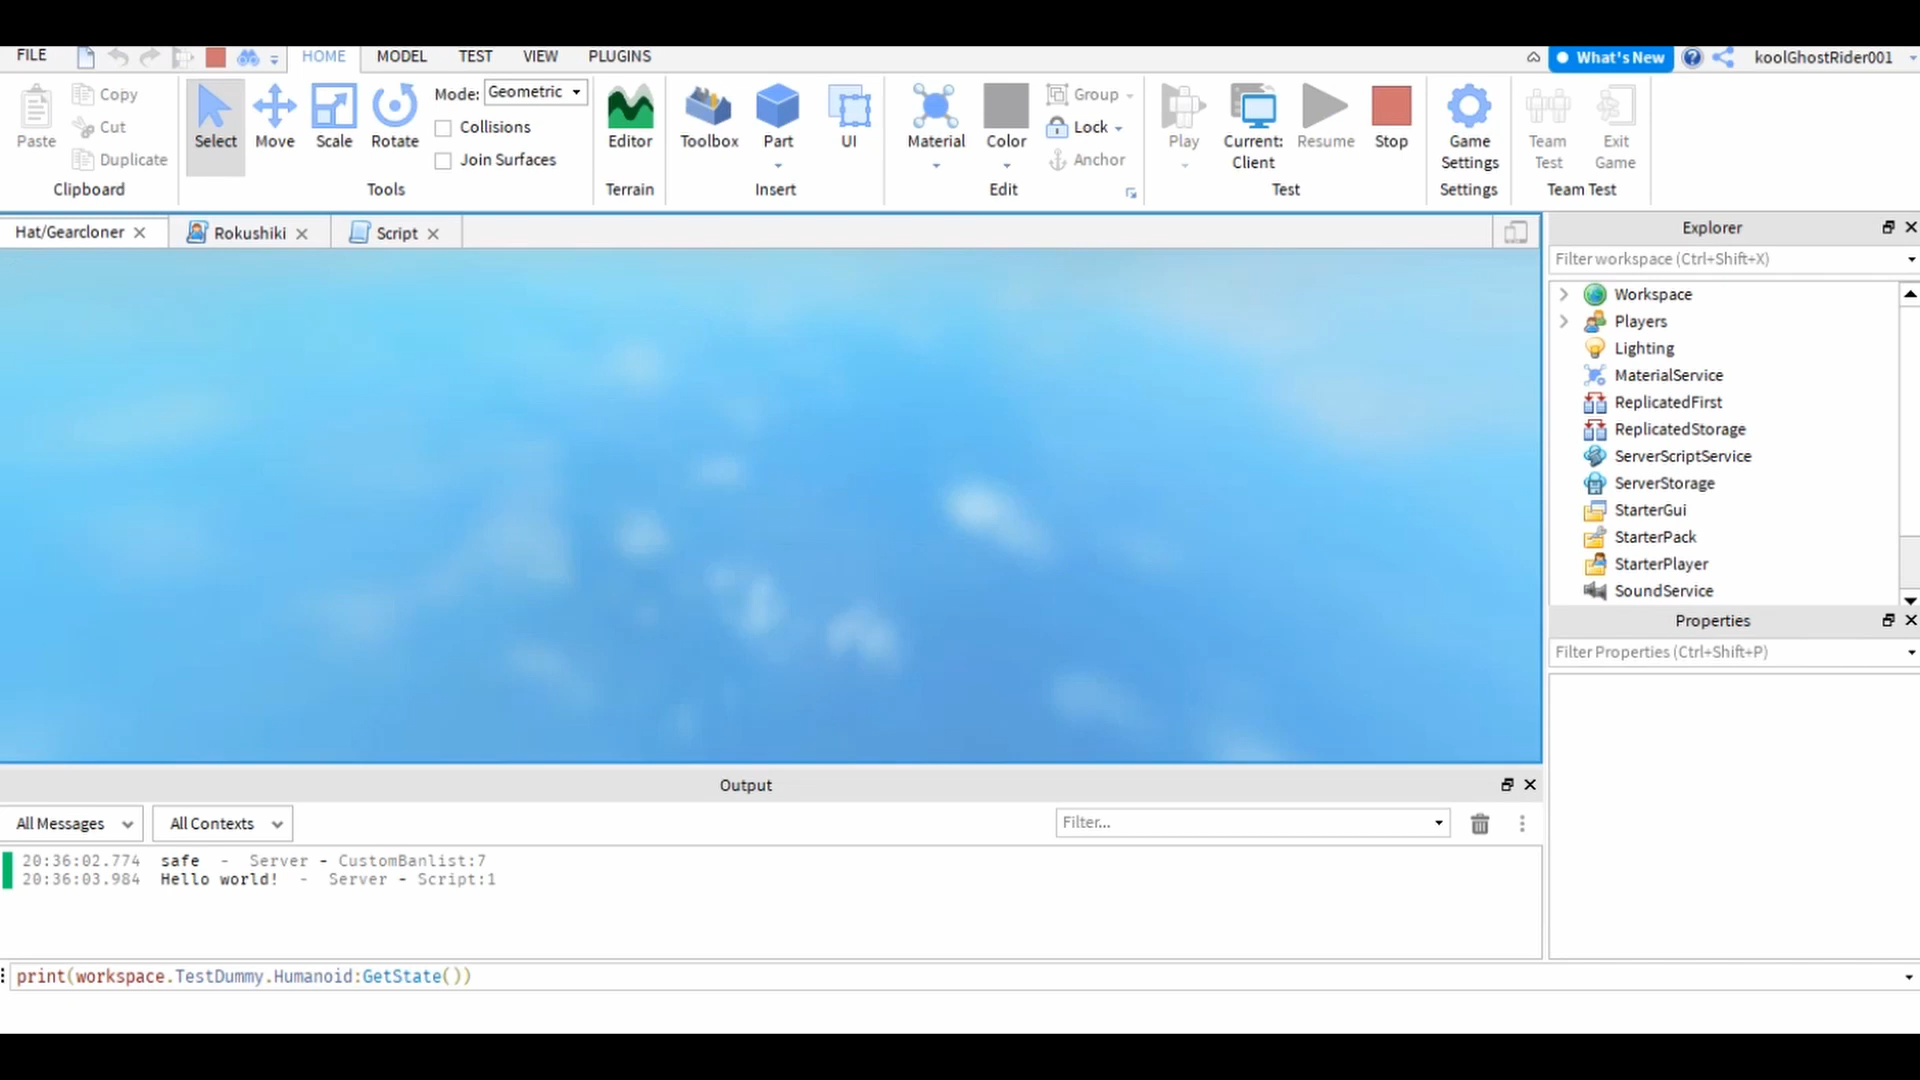 FILE HOME MODEL TEST VIEW PLUGINS What's New koolGhostRider001
Paste Copy Cut Duplicate
Clipboard
Select Move Scale Rotate
Mode: Geometric
Collisions
Join Surfaces
Tools
Editor
Terrain
Toolbox Part UI
Insert
Material Color Group Lock Anchor
Edit
Play Current: Client Resume Stop
Test
Game Settings
Settings
Team Test Exit Game
Team Test
Hat/Gearcloner Rokushiki Script
Explorer
Filter workspace (Ctrl+Shift+X)
Workspace
Players
Lighting
MaterialService
ReplicatedFirst
ReplicatedStorage
ServerScriptService
ServerStorage
StarterGui
StarterPack
StarterPlayer
SoundService
Properties
Filter Properties (Ctrl+Shift+P)
Output
All Messages All Contexts Filter...
20:36:02.774 safe - Server - CustomBanlist:7
20:36:03.984 Hello world! - Server - Script:1
print(workspace.TestDummy.Humanoid:GetState())